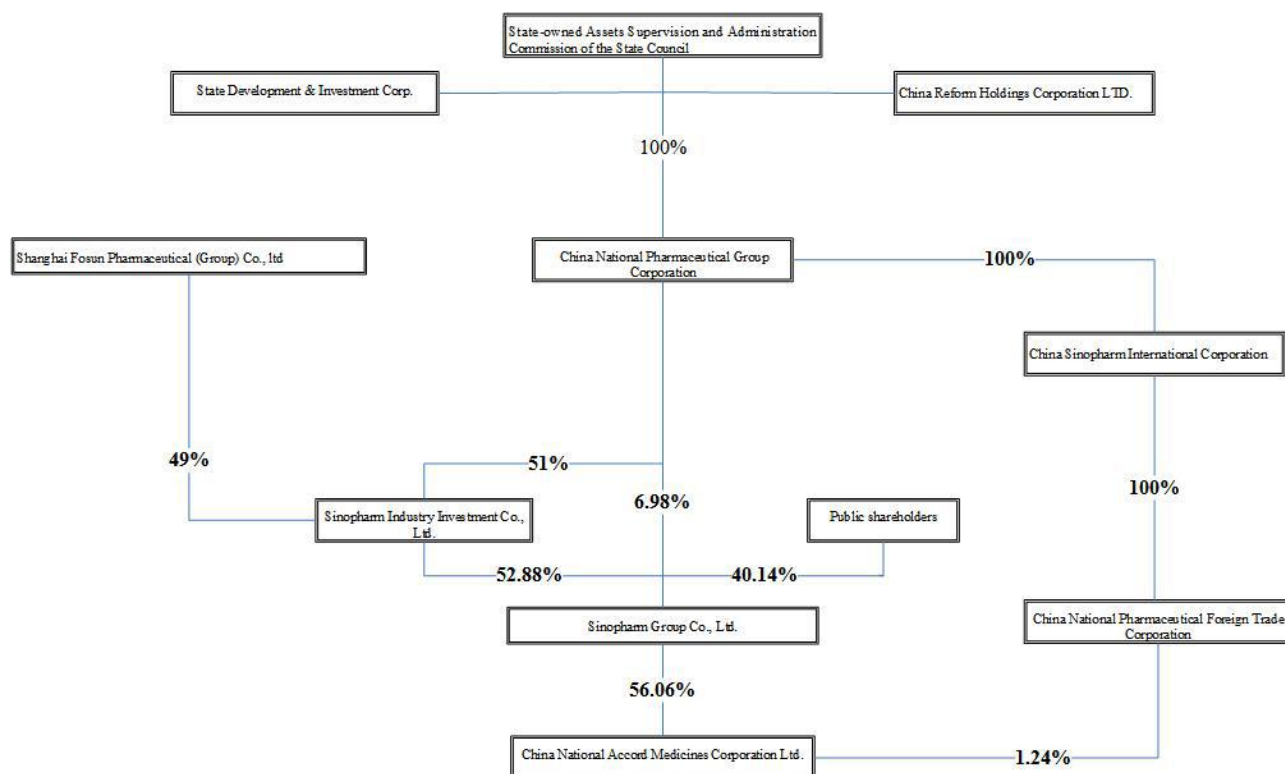 State-owned Assets Supervision and Administration
Commission of the State Council
State Development & Investment Corp.
China Reform Holdings Corporation LTD.
100%
Shanghai Fosun Pharmaceutical (Group) Co., ltd
China National Pharmaceutical Group
Corporation
100%
China Sinopharm International Corporation
49%
51%
6.98%
100%
Sinopharm Industry Investment Co.,
Ltd.
Public shareholders
52.88%
40.14%
Sinopharm Group Co., Ltd.
China National Pharmaceutical Foreign Trade
Corporation
56.06%
China National Accord Medicines Corporation Ltd.
1.24%